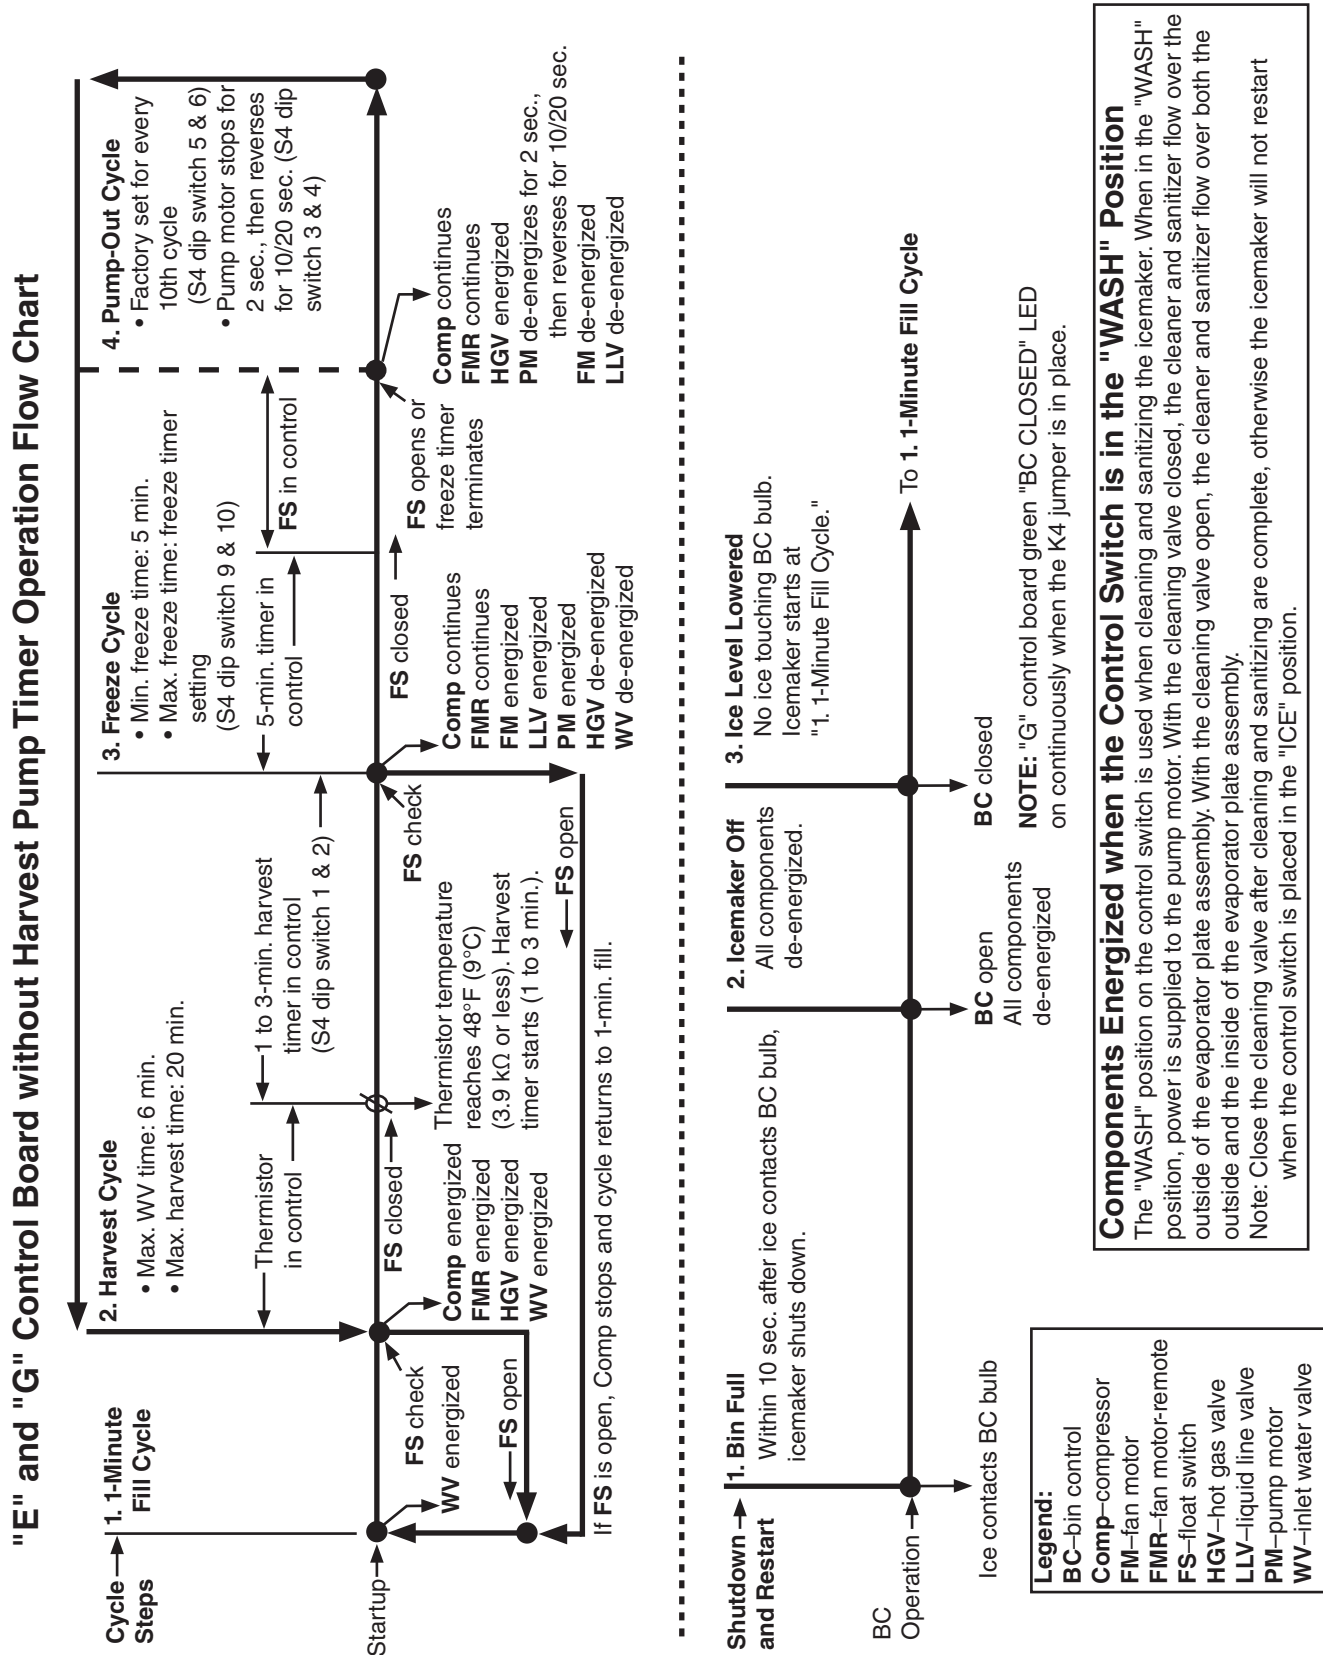 "E" and "G" Control Board without Harvest Pump Timer Operation Flow Chart
Cycle
Steps
1. 1-Minute
Fill Cycle
2. Harvest Cycle
• Max. WV time: 6 min.
• Max. harvest time: 20 min.
3. Freeze Cycle
• Min. freeze time: 5 min.
• Max. freeze time: freeze timer
setting
(S4 dip switch 9 & 10)
4. Pump-Out Cycle
• Factory set for every
10th cycle
(S4 dip switch 5 & 6)
• Pump motor stops for
2 sec., then reverses
for 10/20 sec. (S4 dip
switch 3 & 4)
Thermistor
in control
1 to 3-min. harvest
timer in control
(S4 dip switch 1 & 2)
5-min. timer in
control
FS in control
Startup
FS check
FS closed
FS check
FS closed
FS opens or
freeze timer
terminates
WV energized
FS open
Comp energized
FMR energized
HGV energized
WV energized
Thermistor temperature
reaches 48°F (9°C)
(3.9 kΩ or less). Harvest
timer starts (1 to 3 min.).
FS open
Comp continues
FMR continues
FM energized
LLV energized
PM energized
HGV de-energized
WV de-energized
Comp continues
FMR continues
HGV energized
PM de-energizes for 2 sec.,
then reverses for 10/20 sec.
FM de-energized
LLV de-energized
If FS is open, Comp stops and cycle returns to 1-min. fill.
Shutdown
and Restart
1. Bin Full
Within 10 sec. after ice contacts BC bulb,
icemaker shuts down.
2. Icemaker Off
All components
de-energized.
3. Ice Level Lowered
No ice touching BC bulb.
Icemaker starts at
"1. 1-Minute Fill Cycle."
BC
Operation
To 1. 1-Minute Fill Cycle
Ice contacts BC bulb
BC open
All components
de-energized
BC closed
NOTE: "G" control board green "BC CLOSED" LED
on continuously when the K4 jumper is in place.
Legend:
BC–bin control
Comp–compressor
FM–fan motor
FMR–fan motor-remote
FS–float switch
HGV–hot gas valve
LLV–liquid line valve
PM–pump motor
WV–inlet water valve
Components Energized when the Control Switch is in the "WASH" Position
The "WASH" position on the control switch is used when cleaning and sanitizing the icemaker. When in the "WASH"
position, power is supplied to the pump motor. With the cleaning valve closed, the cleaner and sanitizer flow over the
outside of the evaporator plate assembly. With the cleaning valve open, the cleaner and sanitizer flow over both the
outside and the inside of the evaporator plate assembly.
Note: Close the cleaning valve after cleaning and sanitizing are complete, otherwise the icemaker will not restart
when the control switch is placed in the "ICE" position.